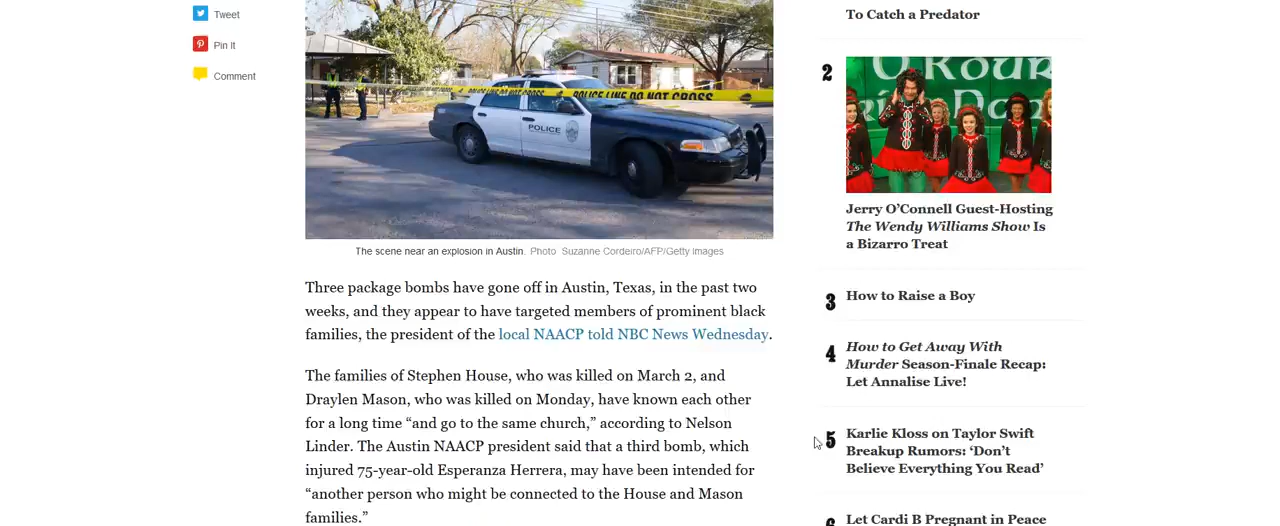 Tweet
Pin It
Comment
POLICE LINE DO NOT CROSS
POLICE
The scene near an explosion in Austin. Photo Suzanne Cordeiro/AFP/Getty Images
Three package bombs have gone off in Austin, Texas, in the past two
weeks, and they appear to have targeted members of prominent black
families, the president of the local NAACP told NBC News Wednesday.
The families of Stephen House, who was killed on March 2, and
Draylen Mason, who was killed on Monday, have known each other
for a long time “and go to the same church,” according to Nelson
Linder. The Austin NAACP president said that a third bomb, which
injured 75-year-old Esperanza Herrera, may have been intended for
“another person who might be connected to the House and Mason
families.”
To Catch a Predator
2
Jerry O’Connell Guest-Hosting
The Wendy Williams Show Is
a Bizarro Treat
3
How to Raise a Boy
4
How to Get Away With
Murder Season-Finale Recap:
Let Annalise Live!
5
Karlie Kloss on Taylor Swift
Breakup Rumors: ‘Don’t
Believe Everything You Read’
6
Let Cardi B Pregnant in Peace